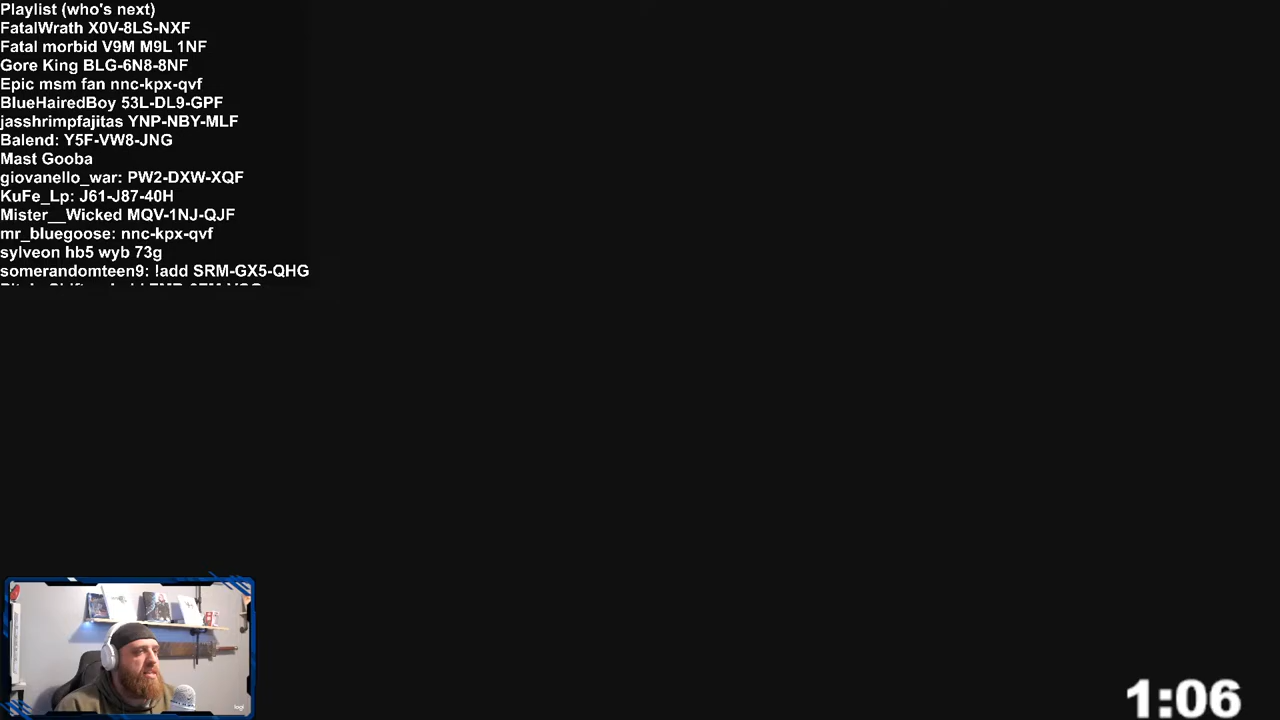 Playlist (who's next)
FatalWrath X0V-8LS-NXF
Fatal morbid V9M M9L 1NF
Gore King BLG-6N8-8NF
Epic msm fan nnc-kpx-qvf
BlueHairedBoy 53L-DL9-GPF
jasshrimpfajitas YNP-NBY-MLF
Balend: Y5F-VW8-JNG
Mast Gooba
giovanello_war: PW2-DXW-XQF
KuFe_Lp: J61-J87-40H
Mister__Wicked MQV-1NJ-QJF
mr_bluegoose: nnc-kpx-qvf
sylveon hb5 wyb 73g
somerandomteen9: !add SRM-GX5-QHG
logi
1:06